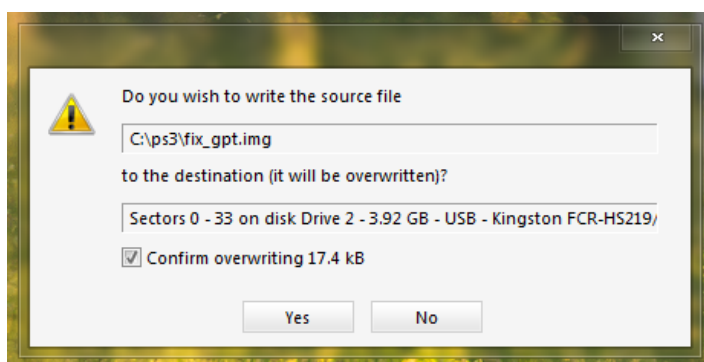 Do you wish to write the source file
C:\ps3\fix_gpt.img
to the destination (it will be overwritten)?
Sectors 0 - 33 on disk Drive 2 - 3.92 GB - USB - Kingston FCR-HS219/
Confirm overwriting 17.4 kB
Yes No